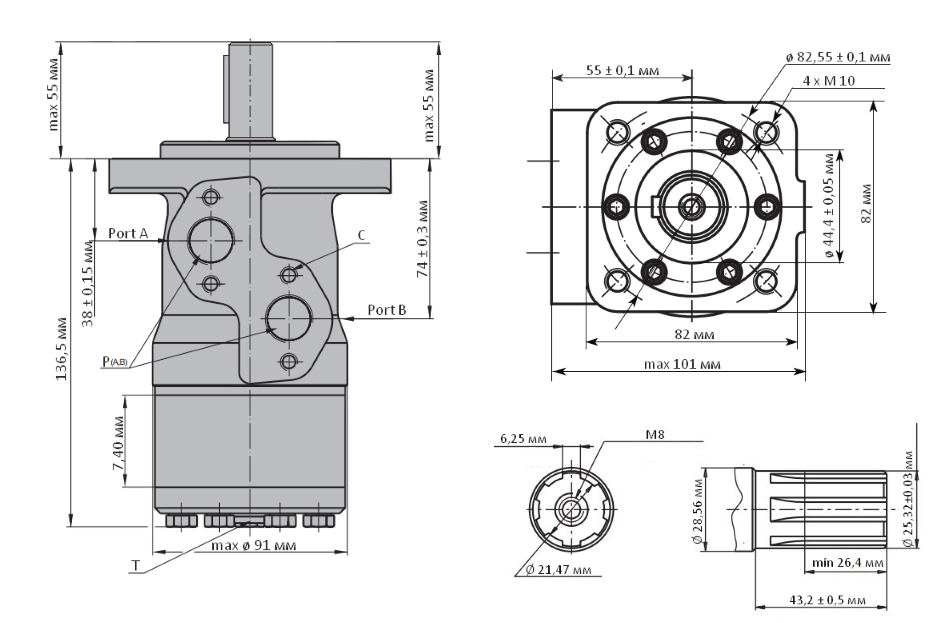 max 55 мм
max 55 мм
Port A
C
38 ± 0,15 мм
74 ± 0,3 мм
Port B
136,5 мм
P(A,B)
7,40 мм
max ø 91 мм
T
55 ± 0,1 мм
ø 82,55 ± 0,1 мм
4 x M 10
ø 44,4 ± 0,05 мм
82 мм
82 мм
max 101 мм
6,25 мм
M8
Ø 21,47 мм
Ø 28,56 мм
Ø 25,32±0,03 мм
min 26,4 мм
43,2 ± 0,5 мм